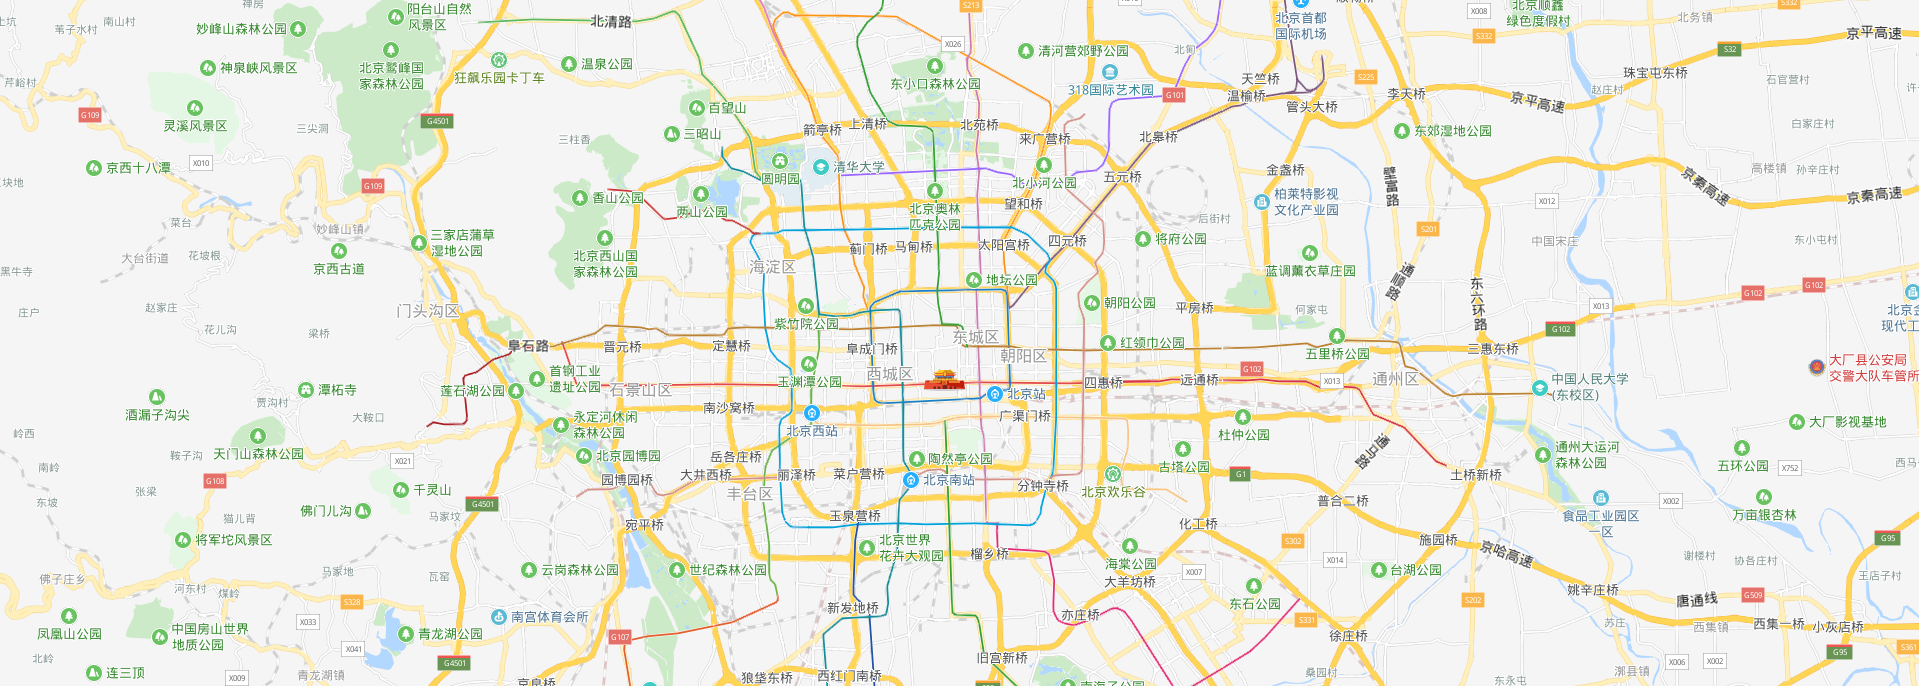 禅房
苇子水村
土坑
妙峰山森林公园
阳台山自然
风景区
北清路
S213
北京首都
国际机场
X008
北京顺鑫
绿色度假村
S332
北务镇
S332
京平高速
S32
神泉峡风景区
北京鹫峰国
家森林公园
狂飙乐园卡丁车
温泉公园
X026
清河营郊野公园
北甸
东小口森林公园
318国际艺术园
天竺桥
S225
珠宝屯东桥
石官营村
芹峪村
G109
灵溪风景区
三尖洞
G4501
百望山
三昭山
三柱香
箭亭桥
上清桥
北苑桥
来广营桥
G101
温榆桥
管头大桥
李天桥
赵庄村
京平高速
白家庄村
东郊湿地公园
北皋桥
京西十八潭
X010
G109
香山公园
两山公园
圆明园
清华大学
北小河公园
五元桥
金盏桥
壁富路
高楼镇
孙辛庄村
京秦高速
京秦高速
块地
菜台
妙峰山镇
三家店蒲草
湿地公园
北京奥林
匹克公园
望和桥
柏莱特影视
文化产业园
后街村
X012
S201
中国宋庄
东小屯村
黑牛寺
大台街道
花坡根
京西古道
北京西山国
家森林公园
海淀区
蓟门桥
马甸桥
太阳宫桥
四元桥
将府公园
蓝调薰衣草庄园
通顺路
东六环路
地坛公园
G102
G102
庄户
赵家庄
花儿沟
梁桥
门头沟区
紫竹院公园
朝阳公园
平房桥
何家屯
X013
G102
北京金
现代工
阜石路
晋元桥
定慧桥
阜成门桥
东城区
朝阳区
红领巾公园
五里桥公园
二惠东桥
大厂县公安局
交警大队车管所
首钢工业
遗址公园
石景山区
玉渊潭公园
西城区
四惠桥
远通桥
G102
X013
通州区
中国人民大学
(东校区)
潭柘寺
酒漏子沟尖
贾沟村
大鞍口
莲石湖公园
南沙窝桥
北京西站
北京站
广渠门桥
杜仲公园
通马路
大厂影视基地
永定河休闲
森林公园
岭西
天门山森林公园
鞍子沟
X021
北京园博园
岳各庄桥
大井西桥
丽泽桥
菜户营桥
陶然亭公园
北京南站
分钟寺桥
古塔公园
G1
土桥新桥
通州大运河
森林公园
五环公园
西马
X752
南岭
东坡
张梁
G108
千灵山
园博园桥
丰台区
北京欢乐谷
普合二桥
食品工业园区
一区
X002
万亩银杏林
猫儿背
佛门儿沟
马家坟
G4501
宛平桥
玉泉营桥
化工桥
S302
施园桥
将军坨风景区
北京世界
花卉大观园
榴乡桥
海棠公园
大羊坊桥
X007
X014
台湖公园
京哈高速
谢楼村
协各庄村
G95
佛子庄乡
河东村
煤岭
马家地
瓦窑
云岗森林公园
世纪森林公园
王店子村
S328
X033
凤凰山公园
中国房山世界
地质公园
南宫体育会所
新发地桥
亦庄桥
东石公园
S331
S202
姚辛庄桥
唐通线
G509
苏庄
西集镇
西集一桥
小灰店桥
青龙湖公园
G107
徐庄桥
北岭
连三顶
X041
X009
青龙湖镇
G4501
京良桥
狼垡东桥
西红门南桥
旧宫新桥
南海子公园
桑园村
东永屯
漷县镇
X006
X002
G95
S361